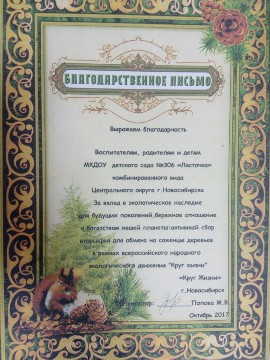 БЛАГОДАРСТВЕННОЕ ПИСЬМО
Выражаем благодарность
Воспитателям, родителям и детям
МКДОУ детского сада №306 «Ласточка»
комбинированного вида
Центрального округа г.Новосибирска
За вклад в экологическое наследие
для будущих поколений,бережное отношение
к богатствам нашей планеты:активный сбор
вторсырья для обмена на саженцы деревьев
в рамках всероссийского народного
экологического движения "Круг жизни"
«Круг Жизни»
г.Новосибирск
Попова М.В.
Октябрь 2017